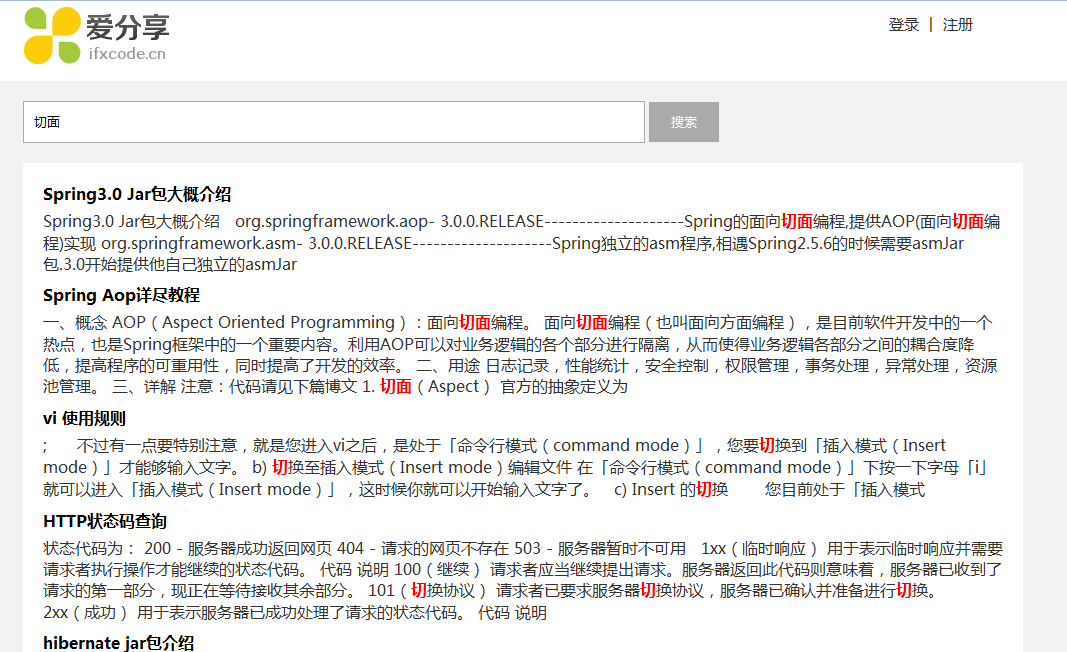 爱分享
ifxcode.cn
登录 | 注册
切面
搜索
Spring3.0 Jar包大概介绍
Spring3.0 Jar包大概介绍 org.springframework.aop- 3.0.0.RELEASE--------------------Spring的面向切面编程,提供AOP(面向切面编
程)实现 org.springframework.asm- 3.0.0.RELEASE--------------------Spring独立的asm程序,相遇Spring2.5.6的时候需要asmJar
包.3.0开始提供他自己独立的asmJar
Spring Aop详尽教程
一、概念 AOP（Aspect Oriented Programming）：面向切面编程。 面向切面编程（也叫面向方面编程），是目前软件开发中的一个
热点，也是Spring框架中的一个重要内容。利用AOP可以对业务逻辑的各个部分进行隔离，从而使得业务逻辑各部分之间的耦合度降
低，提高程序的可重用性，同时提高了开发的效率。 二、用途 日志记录，性能统计，安全控制，权限管理，事务处理，异常处理，资源
池管理。 三、详解 注意：代码请见下篇博文 1. 切面（Aspect） 官方的抽象定义为
vi 使用规则
; 不过有一点要特别注意，就是您进入vi之后，是处于「命令行模式（command mode）」，您要切换到「插入模式（Insert
mode）」才能够输入文字。 b) 切换至插入模式（Insert mode）编辑文件 在「命令行模式（command mode）」下按一下字母「i」
就可以进入「插入模式（Insert mode）」，这时候你就可以开始输入文字了。 c) Insert 的切换 您目前处于「插入模式
HTTP状态码查询
状态代码为： 200 - 服务器成功返回网页 404 - 请求的网页不存在 503 - 服务器暂时不可用 1xx（临时响应） 用于表示临时响应并需要
请求者执行操作才能继续的状态代码。 代码 说明 100（继续） 请求者应当继续提出请求。服务器返回此代码则意味着，服务器已收到了
请求的第一部分，现正在等待接收其余部分。 101（切换协议） 请求者已要求服务器切换协议，服务器已确认并准备进行切换。
2xx（成功） 用于表示服务器已成功处理了请求的状态代码。 代码 说明
hibernate jar包介绍